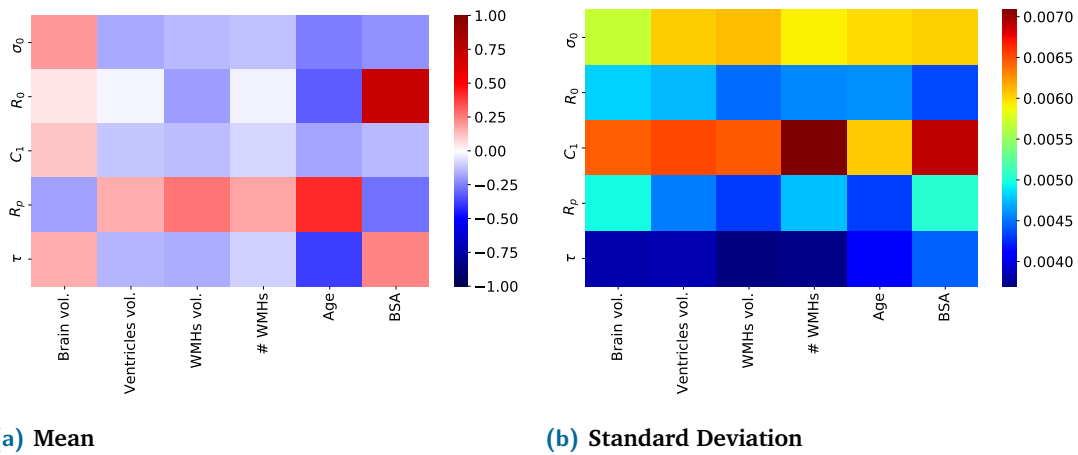 σ0
R0
C1
Rp
τ
Brain vol.
Ventricles vol.
WMHs vol.
# WMHs
Age
BSA
1.00
0.75
0.50
0.25
0.00
−0.25
−0.50
−0.75
−1.00
σ0
R0
C1
Rp
τ
Brain vol.
Ventricles vol.
WMHs vol.
# WMHs
Age
BSA
0.0070
0.0065
0.0060
0.0055
0.0050
0.0045
0.0040
a) Mean
(b) Standard Deviation